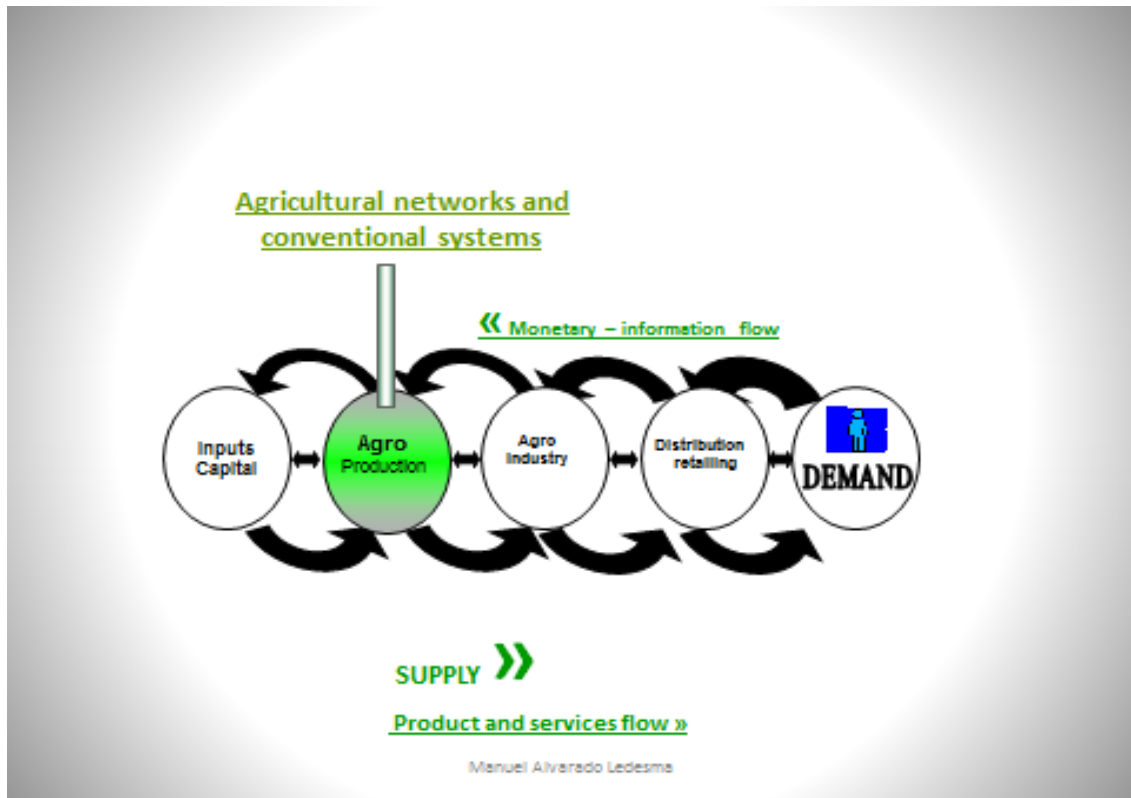 Agricultural networks and
conventional systems
« Monetary – information flow
Inputs
Capital
Agro
Production
Agro
Industry
Distribution
retailing
DEMAND
SUPPLY »
Product and services flow »
Manuel Alvarado Ledesma